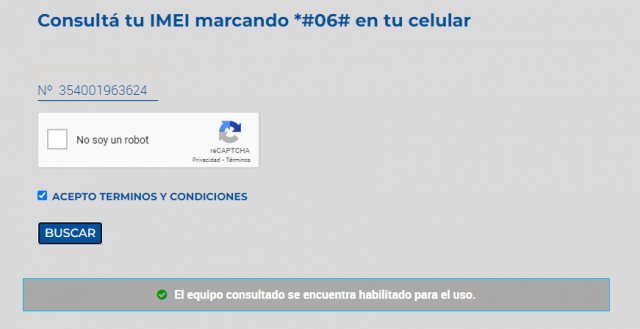 Consultá tu IMEI marcando *#06# en tu celular
Nº 354001963624
No soy un robot
reCAPTCHA
Privacidad - Términos
ACEPTO TERMINOS Y CONDICIONES
BUSCAR
El equipo consultado se encuentra habilitado para el uso.